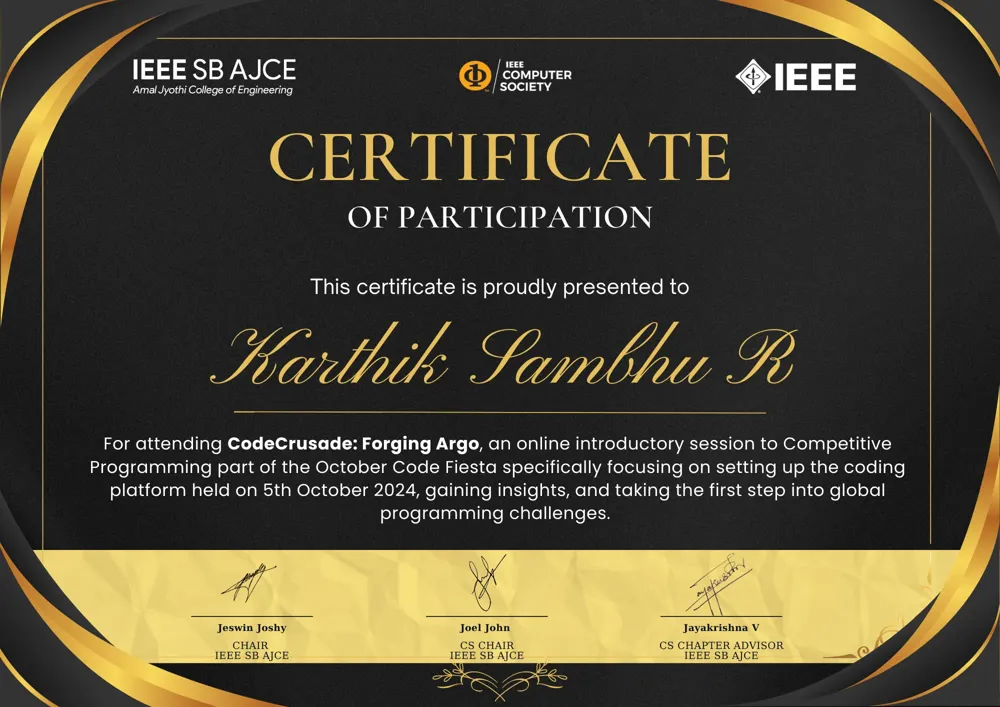 IEEE SB AJCE
Amal Jyothi College of Engineering
IEEE
COMPUTER
SOCIETY
IEEE
CERTIFICATE
OF PARTICIPATION
This certificate is proudly presented to
Karthik Sambhu R
For attending CodeCrusade: Forging Argo, an online introductory session to Competitive
Programming part of the October Code Fiesta specifically focusing on setting up the coding
platform held on 5th October 2024, gaining insights, and taking the first step into global
programming challenges.
Jeswin Joshy
CHAIR
IEEE SB AJCE
Joel John
CS CHAIR
IEEE SB AJCE
Jayakrishna V
CS CHAPTER ADVISOR
IEEE SB AJCE